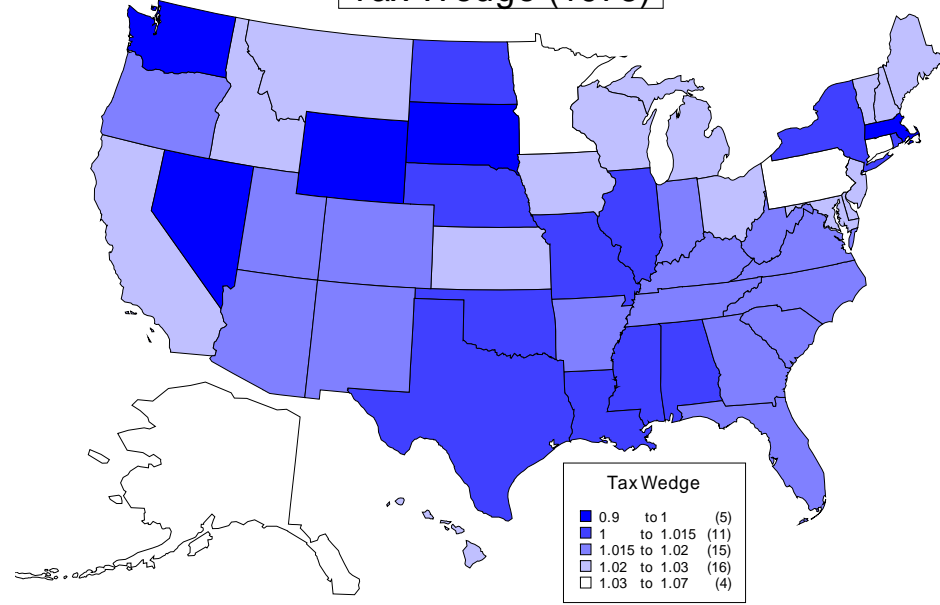 Tax Wedge
0.9 to 1 (5)
1 to 1.015 (11)
1.015 to 1.02 (15)
1.02 to 1.03 (16)
1.03 to 1.07 (4)